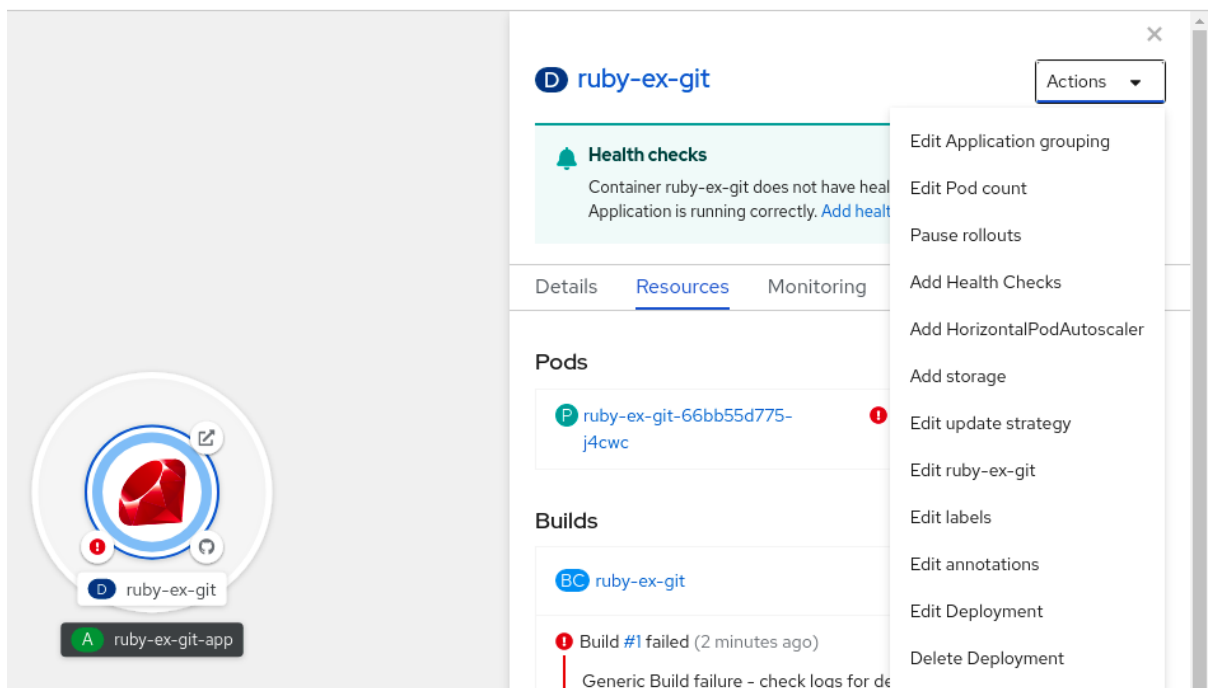 D ruby-ex-git
Actions
Health checks
Container ruby-ex-git does not have heal
Application is running correctly. Add healt
Details Resources Monitoring
Edit Application grouping
Edit Pod count
Pause rollouts
Add Health Checks
Add HorizontalPodAutoscaler
Add storage
Edit update strategy
Edit ruby-ex-git
Edit labels
Edit annotations
Edit Deployment
Delete Deployment
Pods
P ruby-ex-git-66bb55d775-
j4cwc
Builds
BC ruby-ex-git
Build #1 failed (2 minutes ago)
Generic Build failure - check logs for de
D ruby-ex-git
A ruby-ex-git-app